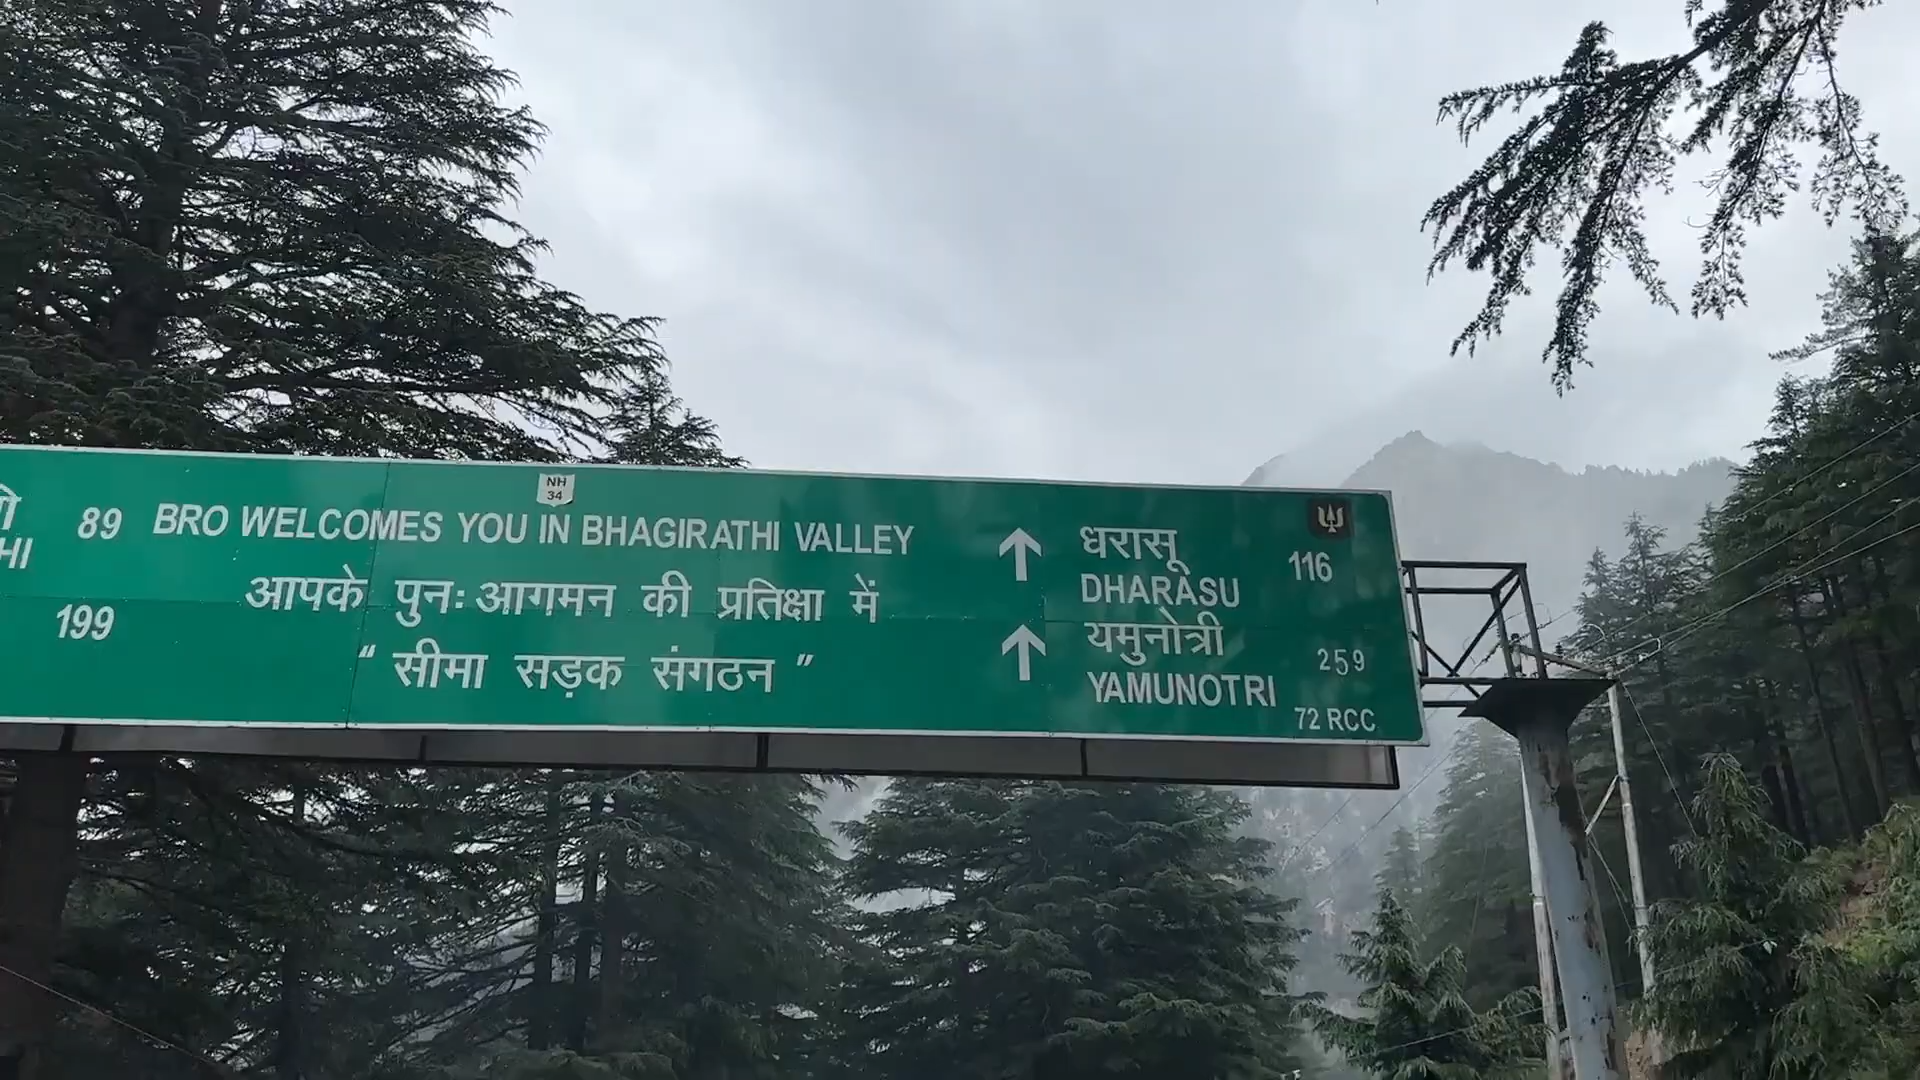 89
199
NH
34
BRO WELCOMES YOU IN BHAGIRATHI VALLEY
आपके पुनः आगमन की प्रतिक्षा में
“ सीमा सड़क संगठन ”
↑ धरासू 116
DHARASU
↑ यमुनोत्री 259
YAMUNOTRI
72 RCC